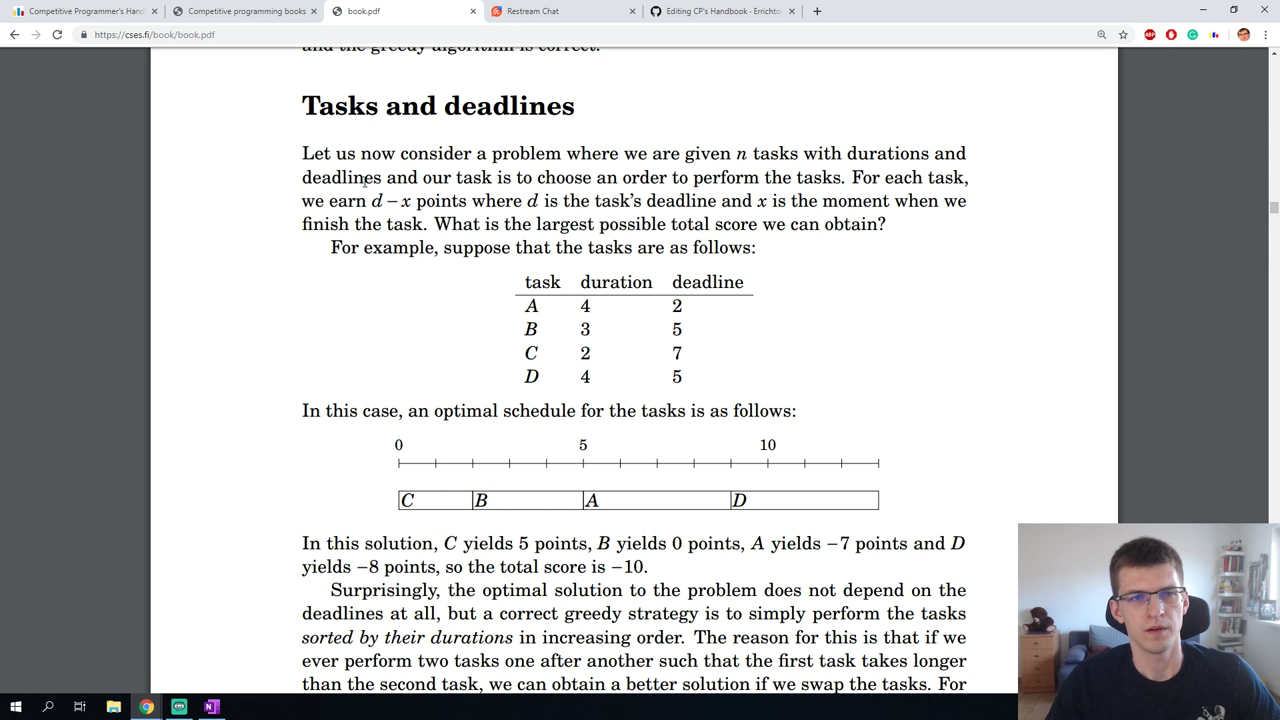 Competitive Programmer's Hand
Competitive programming books
book.pdf
Restream Chat
Editing CP's Handbook - Errichto
https://cses.fi/book/book.pdf
and the greedy algorithm is correct.
Tasks and deadlines
Let us now consider a problem where we are given n tasks with durations and
deadlines and our task is to choose an order to perform the tasks. For each task,
we earn d − x points where d is the task's deadline and x is the moment when we
finish the task. What is the largest possible total score we can obtain?
For example, suppose that the tasks are as follows:
task duration deadline
A 4 2
B 3 5
C 2 7
D 4 5
In this case, an optimal schedule for the tasks is as follows:
0 5 10
C B A D
In this solution, C yields 5 points, B yields 0 points, A yields −7 points and D
yields −8 points, so the total score is −10.
Surprisingly, the optimal solution to the problem does not depend on the
deadlines at all, but a correct greedy strategy is to simply perform the tasks
sorted by their durations in increasing order. The reason for this is that if we
ever perform two tasks one after another such that the first task takes longer
than the second task, we can obtain a better solution if we swap the tasks. For